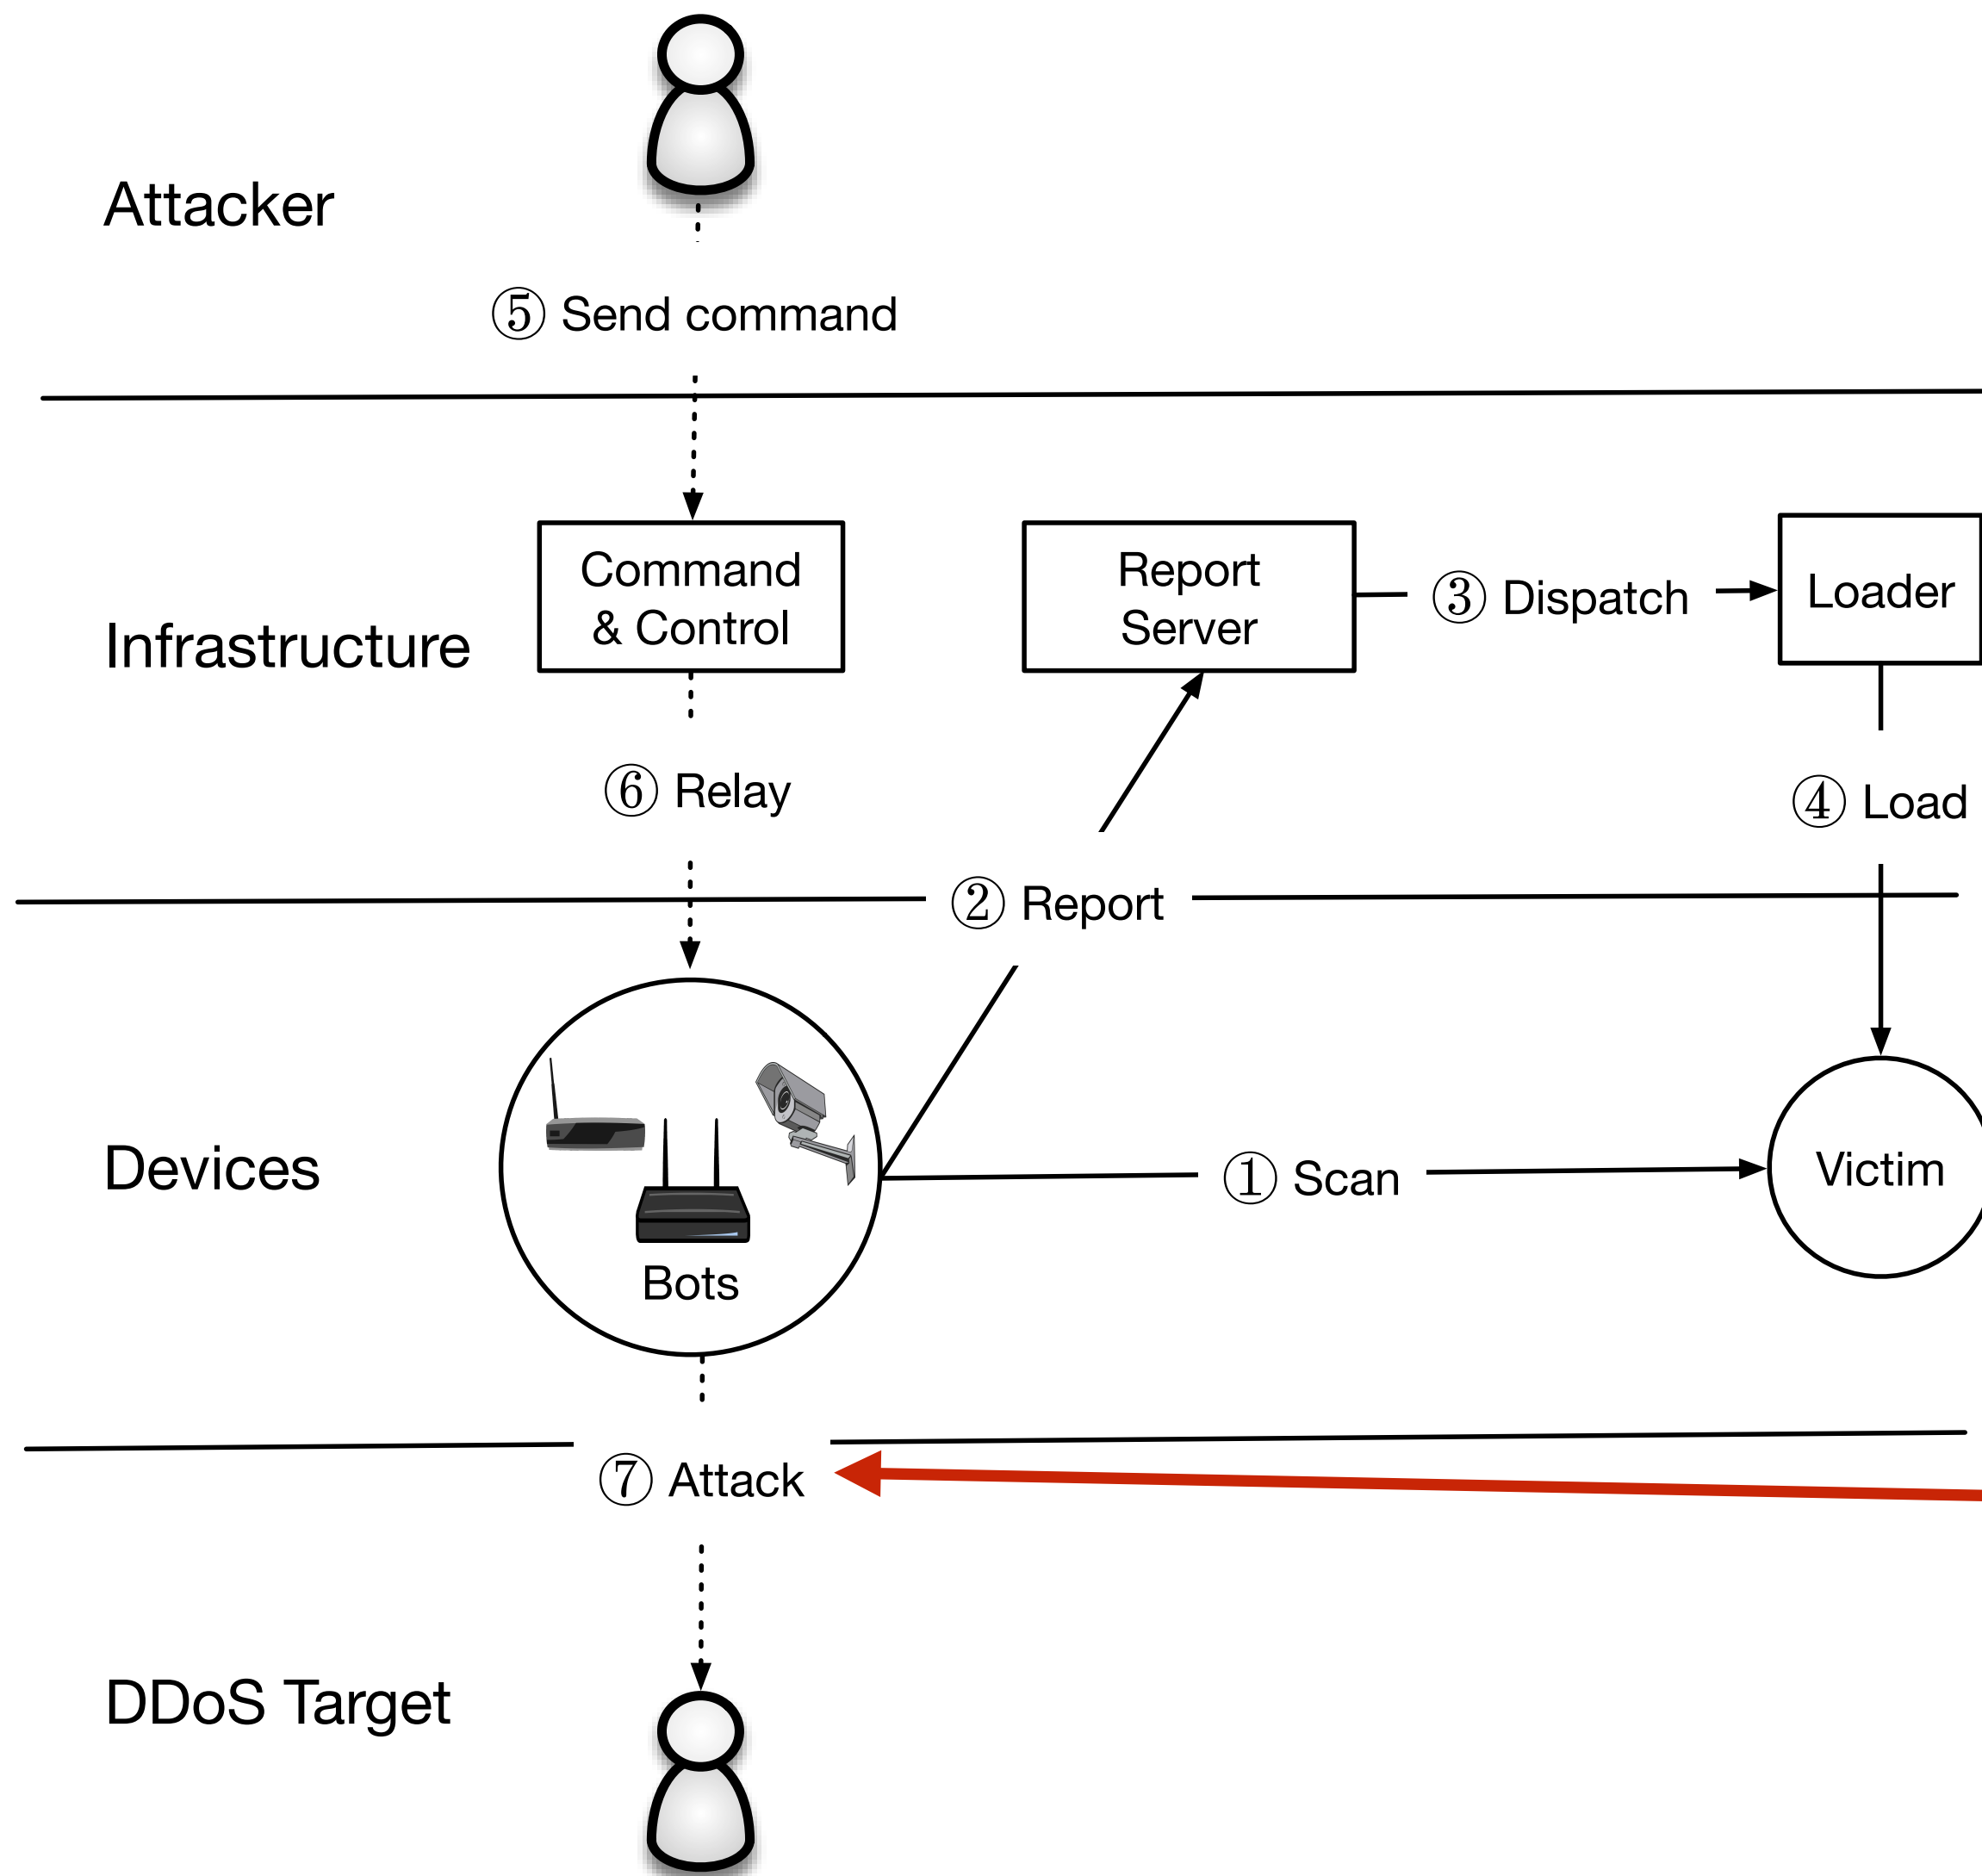 Attacker
⑤ Send command
Infrastructure
Command
& Control
Report
Server
③ Dispatch
Loader
⑥ Relay
④ Load
② Report
Devices
Bots
① Scan
Victim
⑦ Attack
DDoS Target